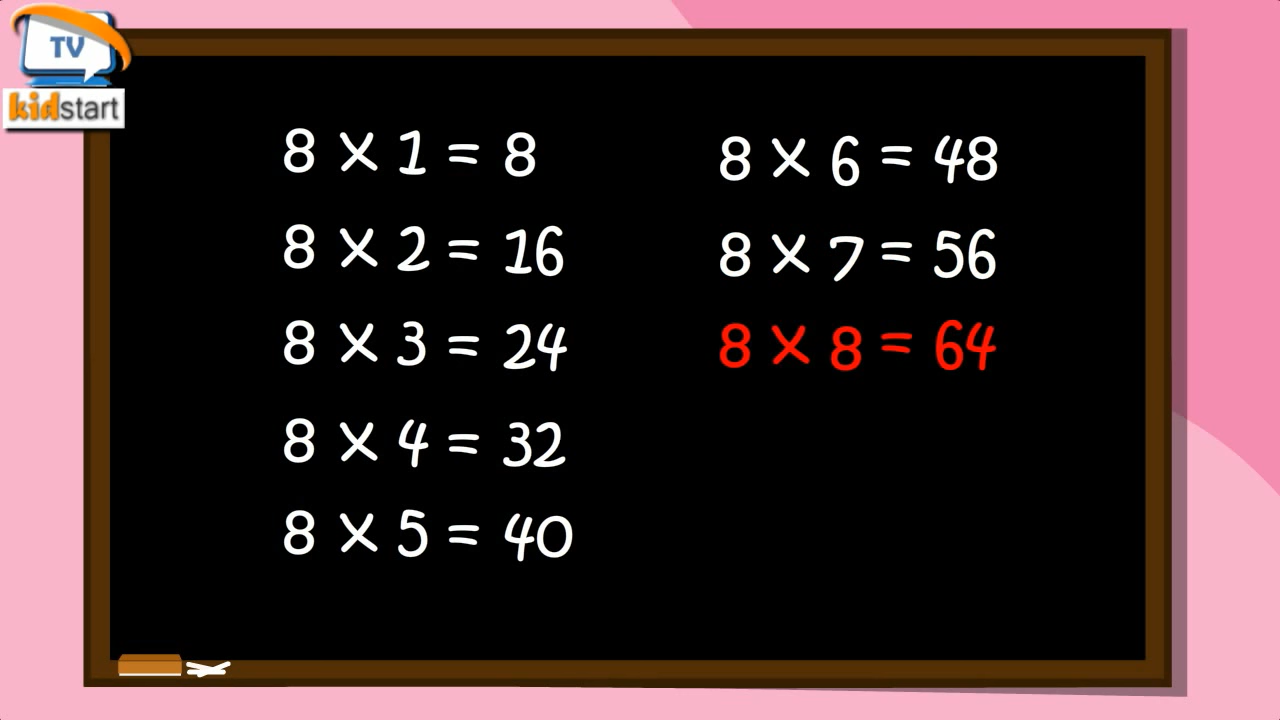 TV
kidstart
8 × 1 = 8
8 × 2 = 16
8 × 3 = 24
8 × 4 = 32
8 × 5 = 40
8 × 6 = 48
8 × 7 = 56
8 × 8 = 64